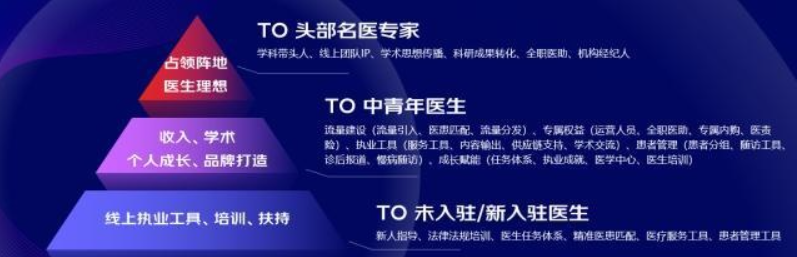 TO 头部名医专家
学科带头人、线上团队IP、学术思想传播、科研成果转化、全职医助、机构经纪人
占领阵地
医生理想
TO 中青年医生
流量建设（流量引入、医患匹配、流量分发）、专属权益（运营人员、全职医助、专属内购、医责
险）、执业工具（服务工具、内容输出、供应链支持、学术交流）、患者管理（患者分组、随访工具、
诊后报道、慢病随访）、成长赋能（任务体系、执业成就、医学中心、医生培训）
收入、学术
个人成长、品牌打造
TO 未入驻/新入驻医生
新人指导、法律法规培训、医生任务体系、精准医患匹配、医疗服务工具、患者管理工具
线上执业工具、培训、扶持